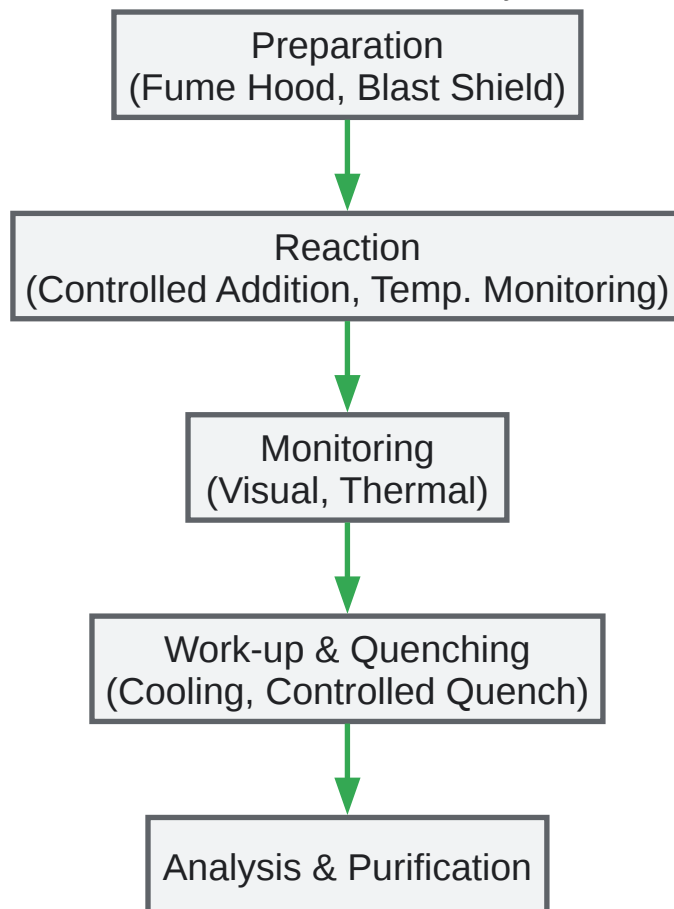 Preparation
(Fume Hood, Blast Shield)
Reaction
(Controlled Addition, Temp. Monitoring)
Monitoring
(Visual, Thermal)
Work-up & Quenching
(Cooling, Controlled Quench)
Analysis & Purification